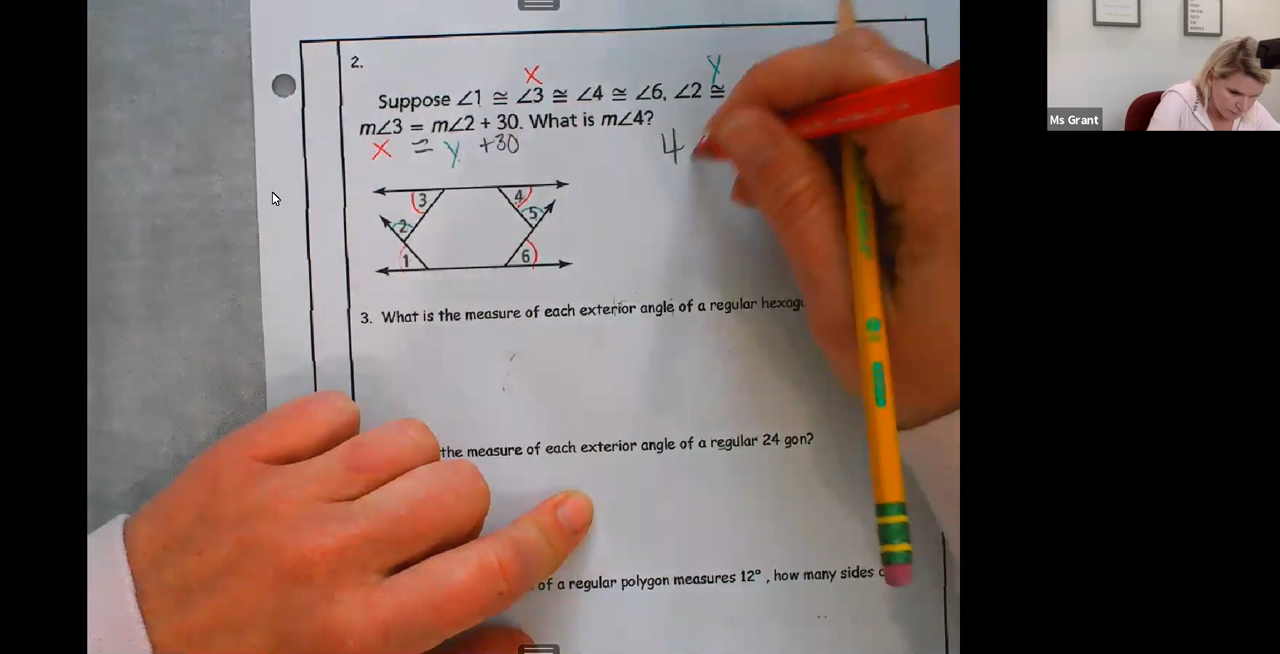 2.
x y
Suppose ∠1 ≅ ∠3 ≅ ∠4 ≅ ∠6, ∠2 ≅
m∠3 = m∠2 + 30. What is m∠4?
x = y +30
4
3 4
2 5
1 6
3. What is the measure of each exterior angle of a regular
the measure of each exterior angle of a regular 24 gon?
of a regular polygon measures 12°, how many sides
Ms Grant